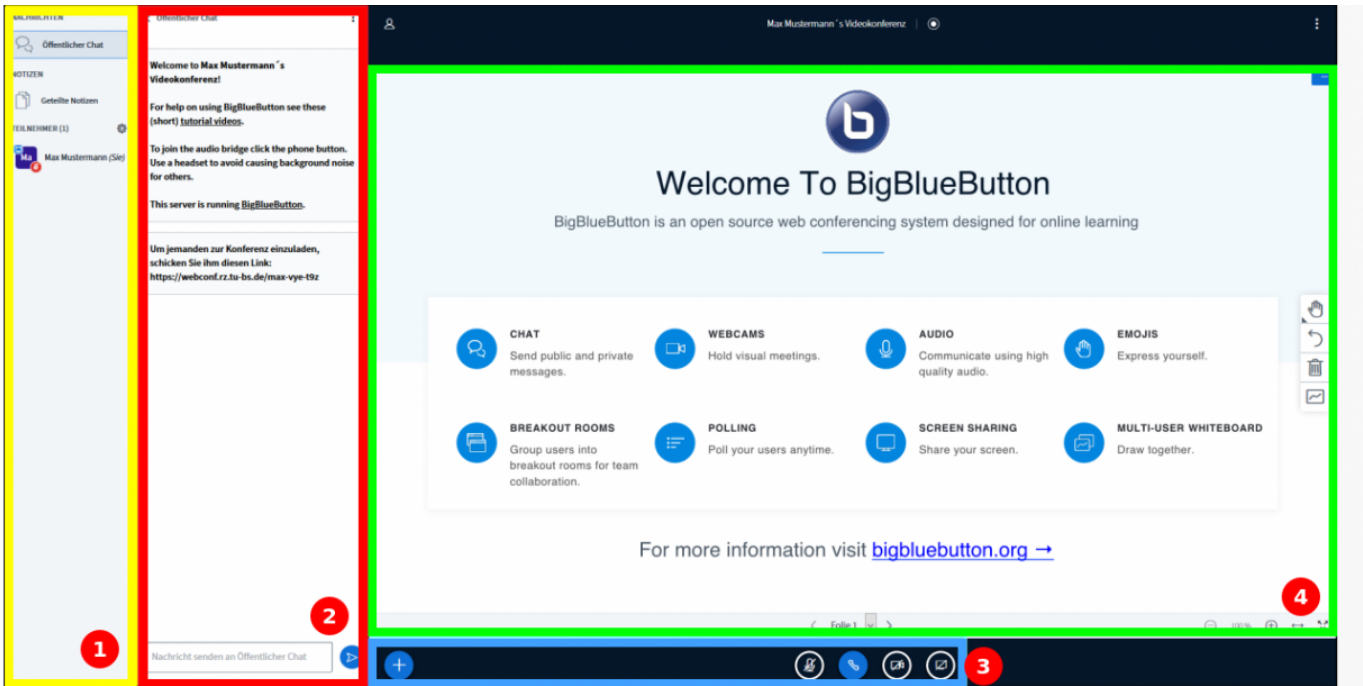 NACHRICHTEN
Öffentlicher Chat
NOTIZEN
Geteilte Notizen
TEILNEHMER (1)
Ma
Max Mustermann (Sie)
1
Öffentlicher Chat
Welcome to Max Mustermann´s
Videokonferenz!
For help on using BigBlueButton see these
(short) tutorial videos.
To join the audio bridge click the phone button.
Use a headset to avoid causing background noise
for others.
This server is running BigBlueButton.
Um jemanden zur Konferenz einzuladen,
schicken Sie ihm diesen Link:
https://webconf.rz.tu-bs.de/max-vye-t9z
2
Nachricht senden an Öffentlicher Chat
Max Mustermann´s Videokonferenz
b
Welcome To BigBlueButton
BigBlueButton is an open source web conferencing system designed for online learning
CHAT
Send public and private
messages.
WEBCAMS
Hold visual meetings.
AUDIO
Communicate using high
quality audio.
EMOJIS
Express yourself.
BREAKOUT ROOMS
Group users into
breakout rooms for team
collaboration.
POLLING
Poll your users anytime.
SCREEN SHARING
Share your screen.
MULTI-USER WHITEBOARD
Draw together.
For more information visit bigbluebutton.org →
4
Folie 1
100%
3